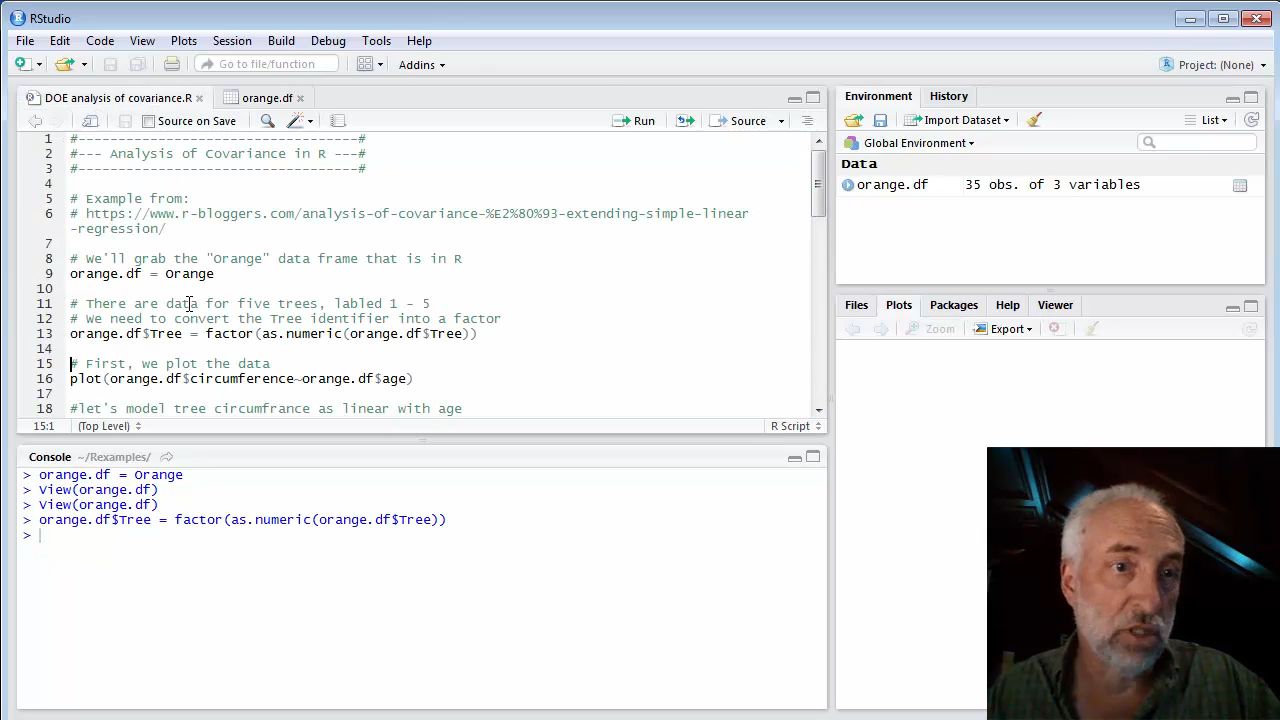 RStudio
File Edit Code View Plots Session Build Debug Tools Help
Go to file/function Addins Project: (None)
DOE analysis of covariance.R orange.df
Source on Save Run Source
1 #-----------------------------------#
2 #--- Analysis of Covariance in R ---#
3 #-----------------------------------#
4
5 # Example from:
6 # https://www.r-bloggers.com/analysis-of-covariance-%E2%80%93-extending-simple-linear
-regression/
7
8 # We'll grab the "Orange" data frame that is in R
9 orange.df = Orange
10
11 # There are data for five trees, labled 1 - 5
12 # We need to convert the Tree identifier into a factor
13 orange.df$Tree = factor(as.numeric(orange.df$Tree))
14
15 # First, we plot the data
16 plot(orange.df$circumference~orange.df$age)
17
18 #let's model tree circumfrance as linear with age
15:1 (Top Level) R Script
Console ~/Rexamples/
> orange.df = Orange
> View(orange.df)
> View(orange.df)
> orange.df$Tree = factor(as.numeric(orange.df$Tree))
>
Environment History
Import Dataset List
Global Environment
Data
orange.df 35 obs. of 3 variables
Files Plots Packages Help Viewer
Zoom Export